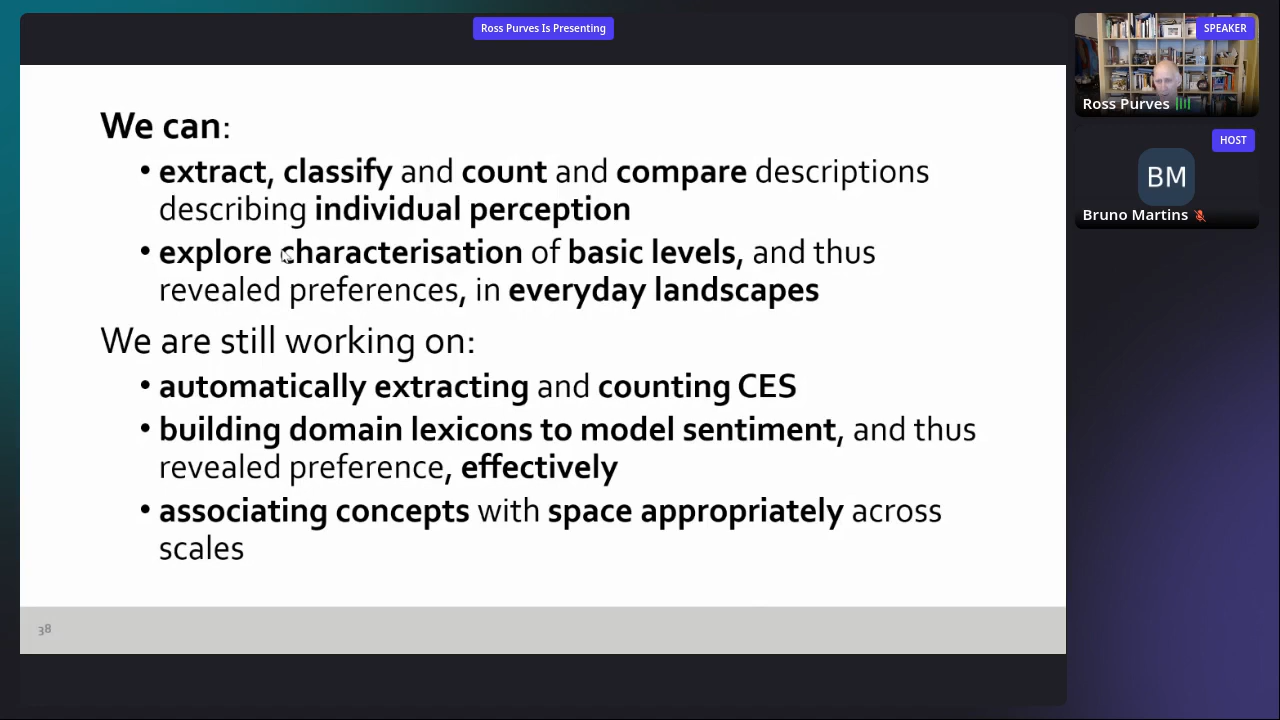 Ross Purves Is Presenting
SPEAKER
Ross Purves
HOST
BM
Bruno Martins
We can:
• extract, classify and count and compare descriptions
describing individual perception
• explore characterisation of basic levels, and thus
revealed preferences, in everyday landscapes
We are still working on:
• automatically extracting and counting CES
• building domain lexicons to model sentiment, and thus
revealed preference, effectively
• associating concepts with space appropriately across
scales
38